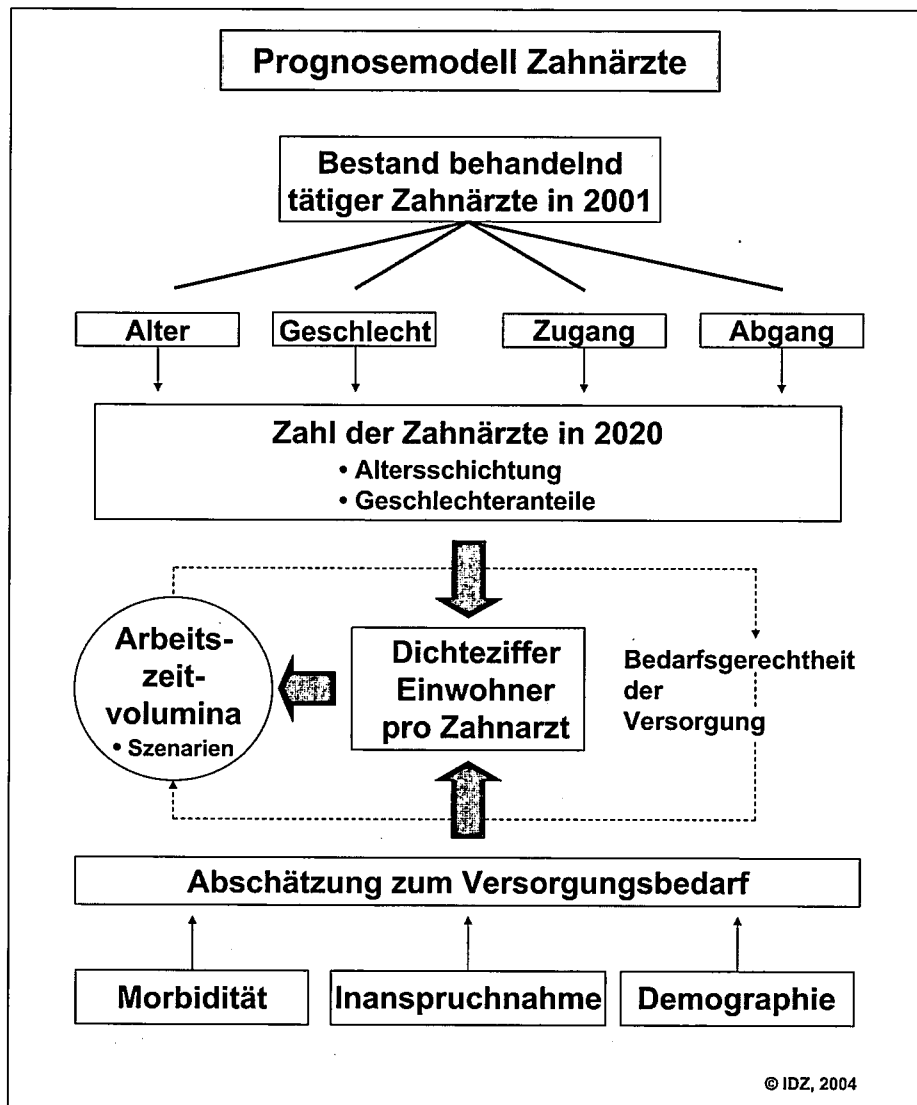 Prognosemodell Zahnärzte
Bestand behandelnd
tätiger Zahnärzte in 2001
Alter
Geschlecht
Zugang
Abgang
Zahl der Zahnärzte in 2020
• Altersschichtung
• Geschlechteranteile
Arbeits-
zeit-
volumina
• Szenarien
Dichteziffer
Einwohner
pro Zahnarzt
Bedarfsgerechtheit
der
Versorgung
Abschätzung zum Versorgungsbedarf
Morbidität
Inanspruchnahme
Demographie
© IDZ, 2004